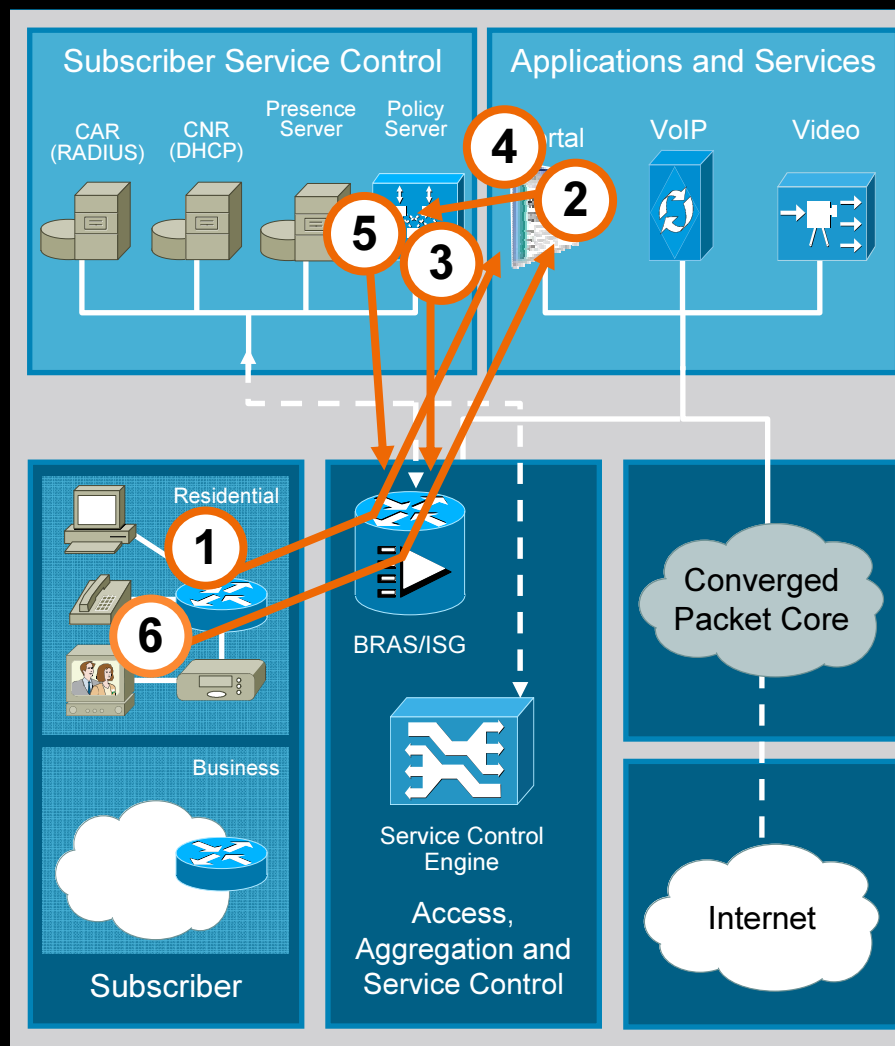 Subscriber Service Control
Applications and Services
CAR
(RADIUS)
CNR
(DHCP)
Presence
Server
Policy
Server
4
rtal
VoIP
Video
2
5
3
Residential
1
6
BRAS/ISG
Converged
Packet Core
Business
Service Control
Engine
Internet
Access,
Aggregation and
Service Control
Subscriber